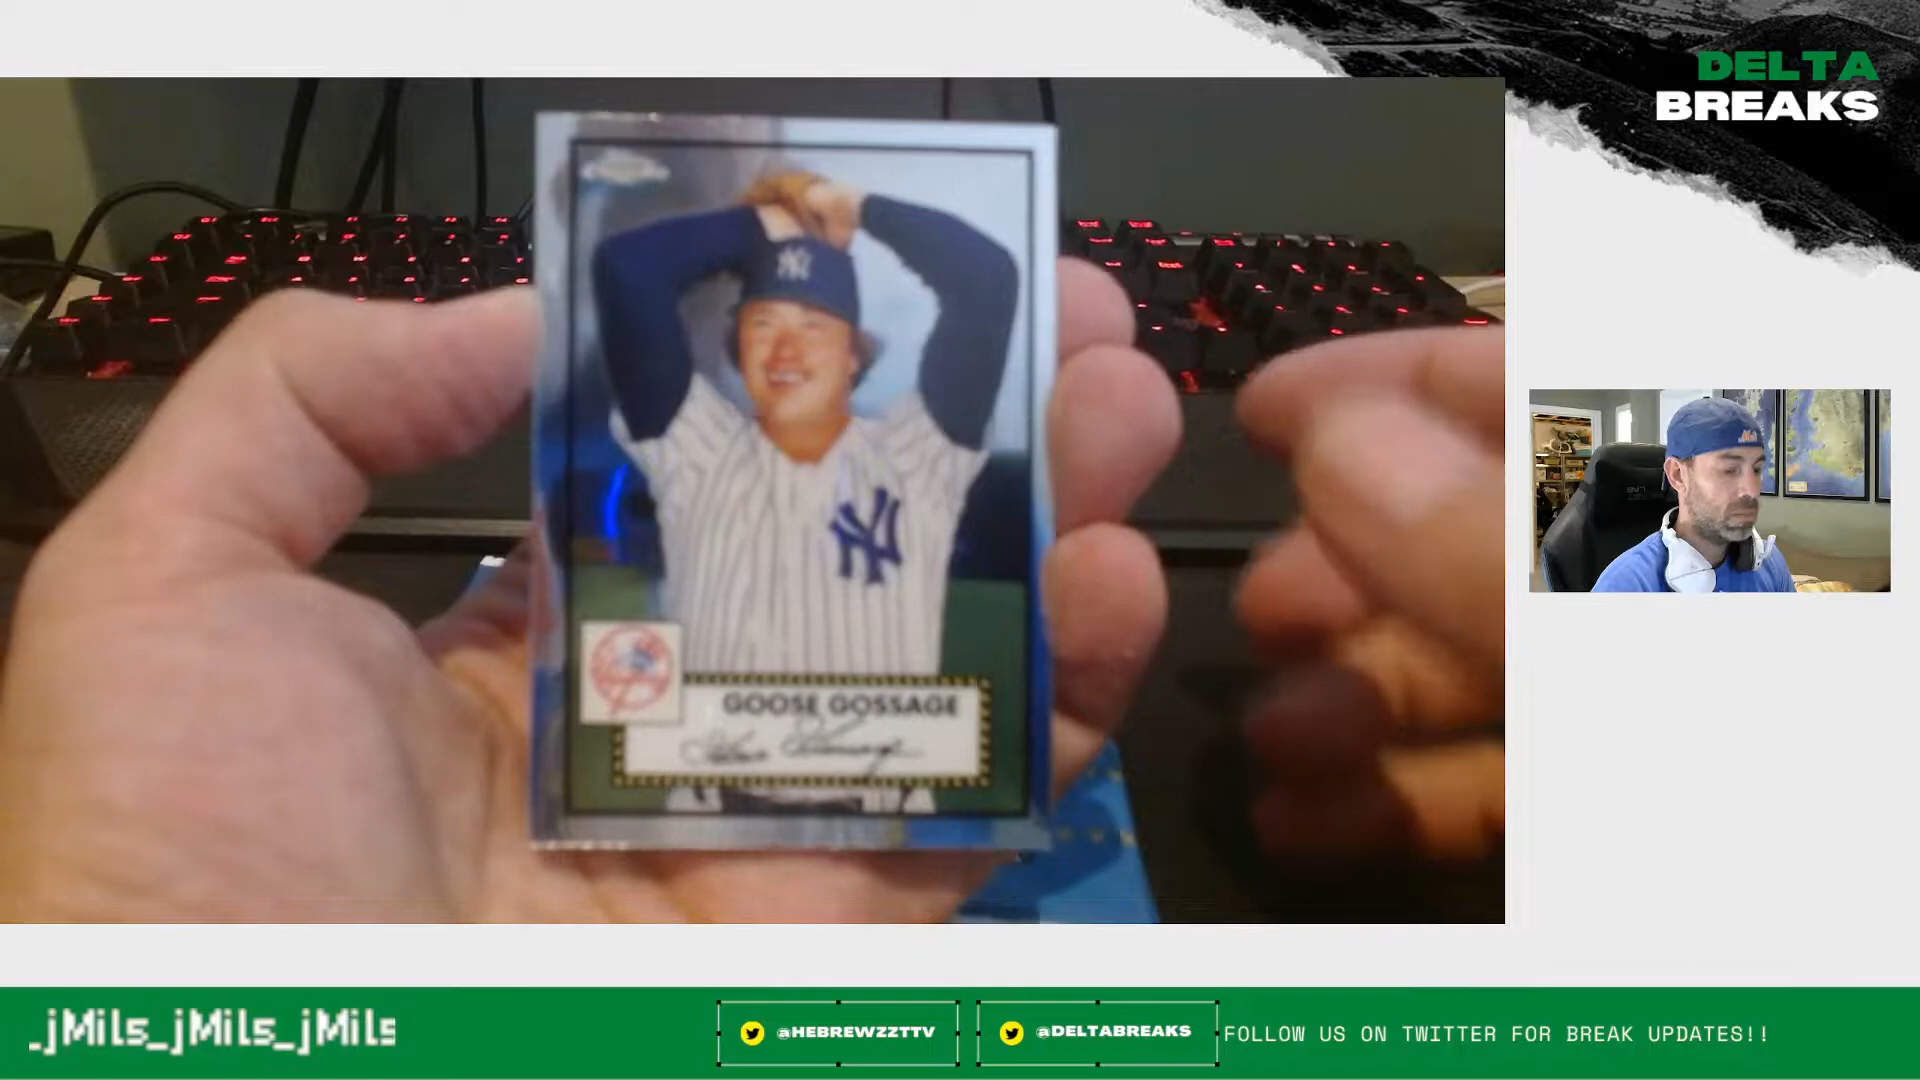 DELTA
BREAKS
NY
NY
GOOSE GOSSAGE
_jMils_jMils_jMils
@HEBREWZZTTV
@DELTABREAKS
FOLLOW US ON TWITTER FOR BREAK UPDATES!!